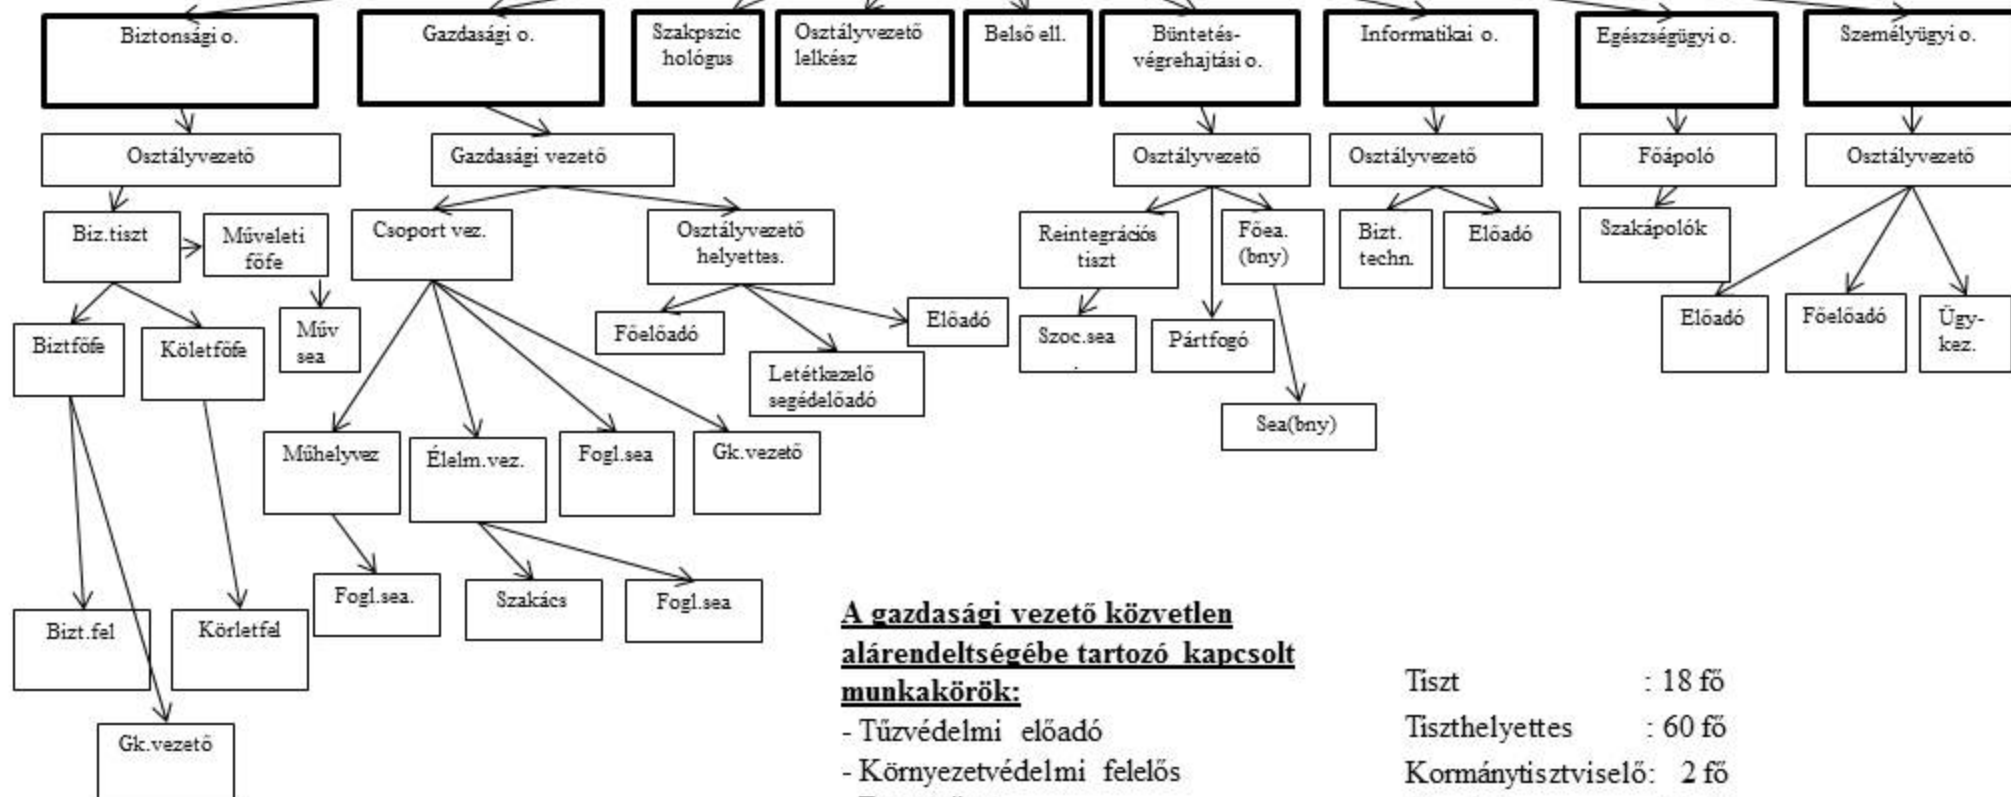 Biztonsági o.
Gazdasági o.
Szakpszic
hológus
Osztályvezető
lelkész
Belső ell.
Büntetés-
végrehajtási o.
Informatikai o.
Egészségügyi o.
Személyügyi o.
Osztályvezető
Gazdasági vezető
Osztályvezető
Osztályvezető
Főápoló
Osztályvezető
Biz.tiszt
Műveleti
főfe
Csoport vez.
Osztályvezető
helyettes.
Reintegrációs
tiszt
Főea.
(bny)
Bizt.
techn.
Előadó
Szakápolók
Biztfőfe
Köletfőfe
Műv
sea
Főelőadó
Letétkezelő
segédelőadó
Előadó
Szoc.sea
.
Pártfogó
Előadó
Főelőadó
Ügy-
kez.
Sea(bny)
Műhelyvez
Élelm.vez.
Fogl.sea
Gk.vezető
Fogl.sea.
Szakács
Fogl.sea
Bizt.fel
Körletfel
Gk.vezető
A gazdasági vezető közvetlen
alárendeltségébe tartozó kapcsolt
munkakörök:
- Tűzvédelmi előadó
- Környezetvédelmi felelős
Tiszt : 18 fő
Tiszthelyettes : 60 fő
Kormánytisztviselő: 2 fő